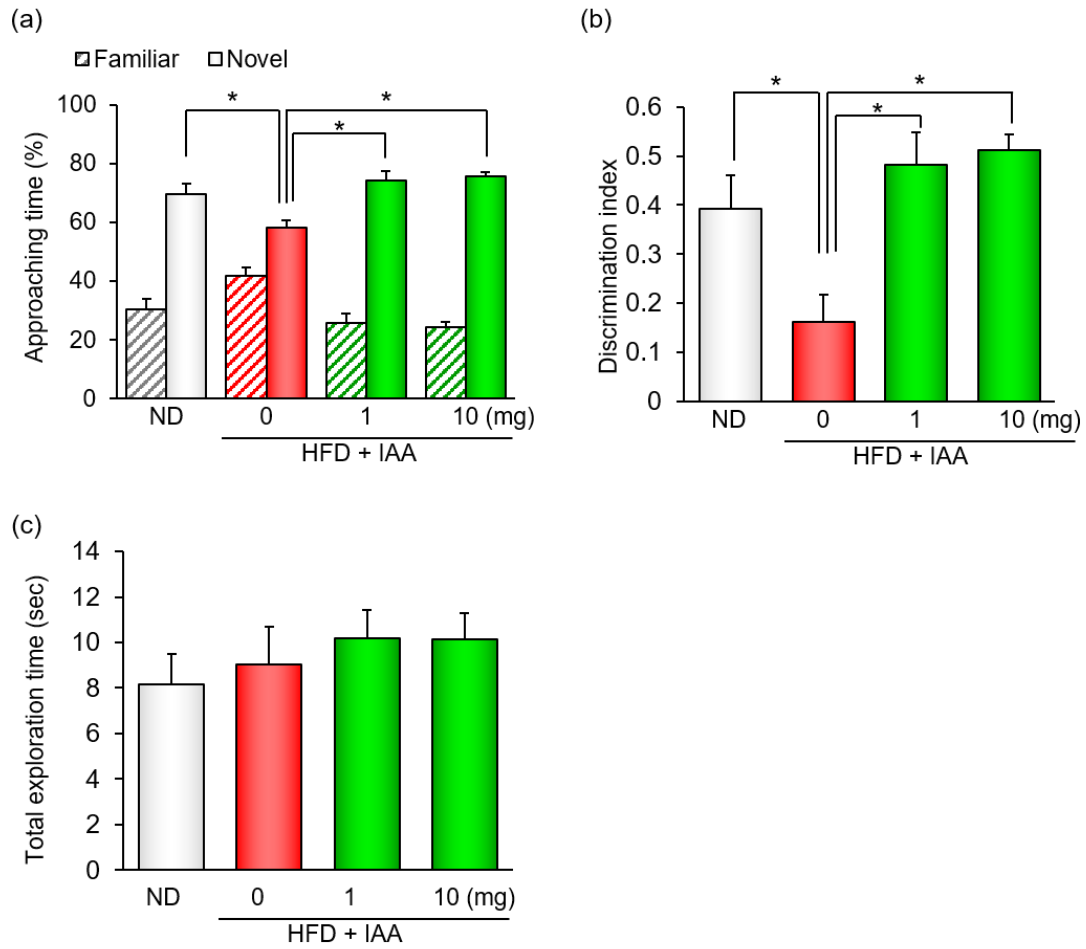 (a)
Familiar Novel
Approaching time (%)
100
80
60
40
20
0
* * *
ND 0 1 10 (mg)
HFD + IAA
(b)
Discrimination index
0.6
0.5
0.4
0.3
0.2
0.1
0
* * *
ND 0 1 10 (mg)
HFD + IAA
(c)
Total exploration time (sec)
14
12
10
8
6
4
2
0
ND 0 1 10 (mg)
HFD + IAA